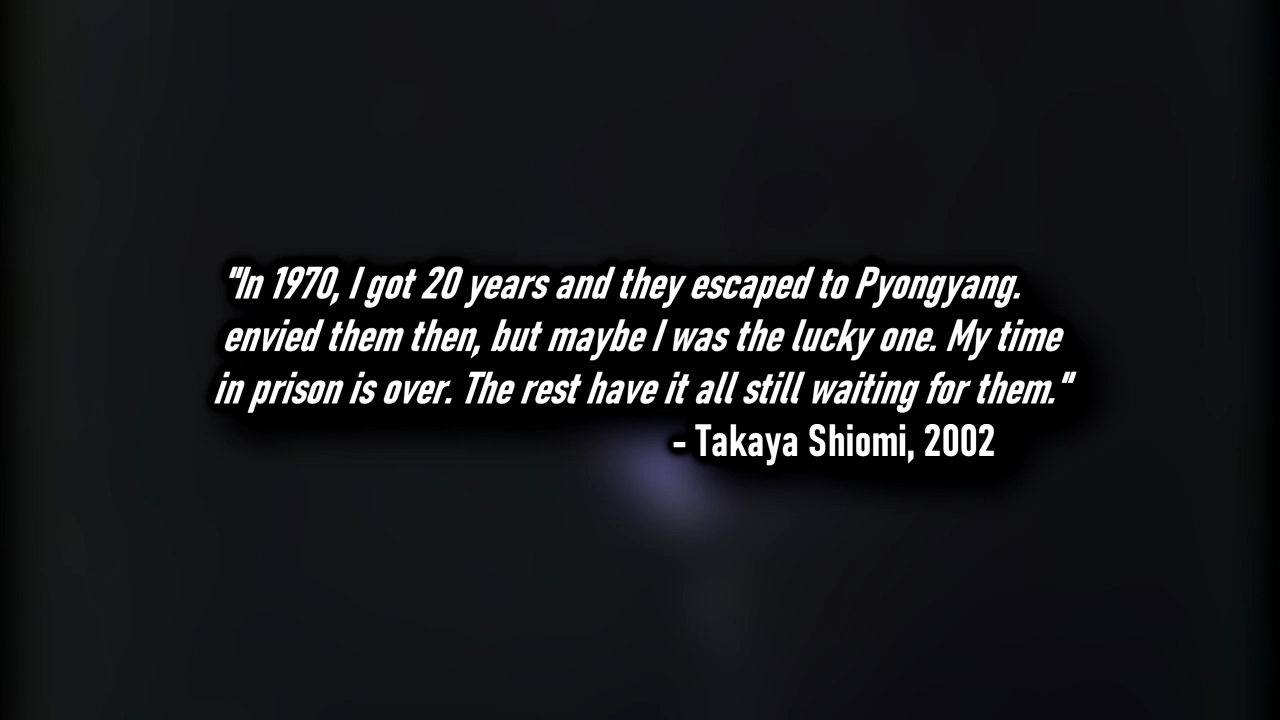 "In 1970, I got 20 years and they escaped to Pyongyang.
envied them then, but maybe I was the lucky one. My time
in prison is over. The rest have it all still waiting for them."
- Takaya Shiomi, 2002